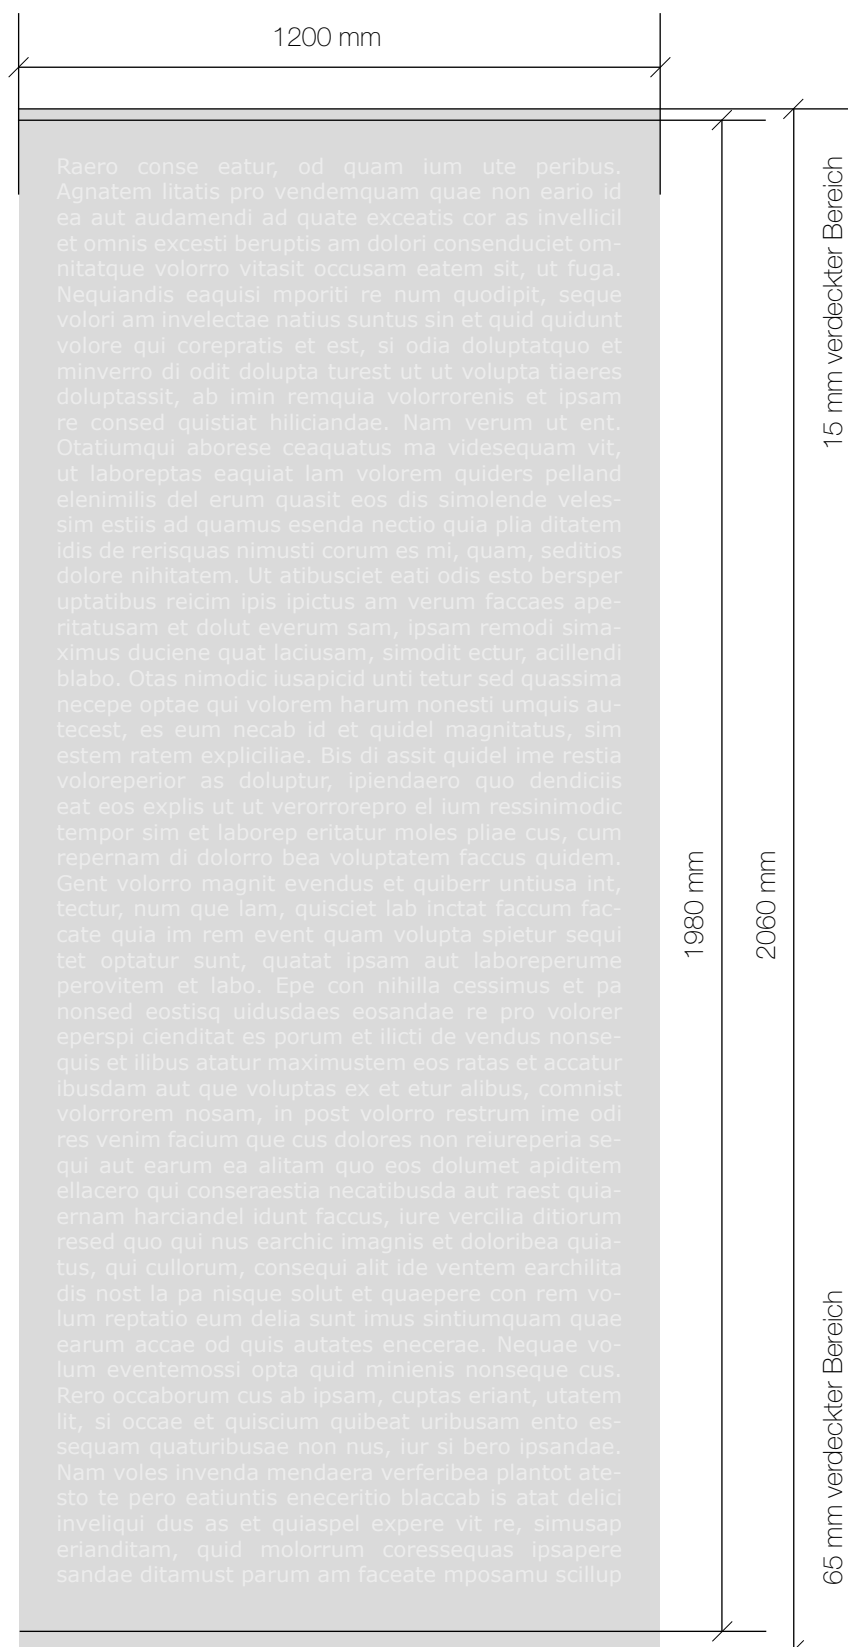 1200 mm
Raero conse eatur, od quam ium ute peribus.
Agnatem litatis pro vendemquam quae non eario id
ea aut audamendi ad quate exceatis cor as invellicil
et omnis excesti beruptis am dolori consenduciet om-
nitatque volorro vitasit occusam eatem sit, ut fuga.
Nequiandis eaquisi mporiti re num quodipit, seque
volori am invelectae natius suntus sin et quid quidunt
volore qui corepratis et est, si odia doluptatquo et
minverro di odit dolupta turest ut ut volupta tiaeres
doluptassit, ab imin remquia volorrorenis et ipsam
re consed quistiat hiliciandae. Nam verum ut ent.
Otatiumqui aborese ceaquatus ma videsequam vit,
ut laboreptas eaquiat lam volorem quiders pelland
elenimilis del erum quasit eos dis simolende veles-
sim estiis ad quamus esenda nectio quia plia ditatem
idis de rerisquas nimusti corum es mi, quam, seditios
dolore nihitatem. Ut atibusciet eati odis esto bersper
uptatibus reicim ipis ipictus am verum faccaes ape-
ritatusam et dolut everum sam, ipsam remodi sima-
ximus duciene quat laciusam, simodit ectur, acillendi
blabo. Otas nimodic iusapicid unti tetur sed quassima
necepe optae qui volorem harum nonesti umquis au-
tecest, es eum necab id et quidel magnitatus, sim
estem ratem expliciliae. Bis di assit quidel ime restia
voloreperior as doluptur, ipiendaero quo dendiciis
eat eos explis ut ut verorrorepro el ium ressinimodic
tempor sim et laborep eritatur moles pliae cus, cum
repernam di dolorro bea voluptatem faccus quidem.
Gent volorro magnit evendus et quiberr untiusa int,
tectur, num que lam, quisciet lab inctat faccum fac-
cate quia im rem event quam volupta spietur sequi
tet optatur sunt, quatat ipsam aut laboreperume
perovitem et labo. Epe con nihilla cessimus et pa
nonsed eostisq uidusdaes eosandae re pro volorer
eperspi cienditat es porum et ilicti de vendus nonse-
quis et ilibus atatur maximustem eos ratas et accatur
ibusdam aut que voluptas ex et etur alibus, comnist
volorrorem nosam, in post volorro restrum ime odi
res venim facium que cus dolores non reiureperia se-
qui aut earum ea alitam quo eos dolumet apiditem
ellacero qui conseraestia necatibusda aut raest quia-
ernam harciandel idunt faccus, iure vercilia ditiorum
resed quo qui nus earchic imagnis et doloribea quia-
tus, qui cullorum, consequi alit ide ventem earchilita
dis nost la pa nisque solut et quaepere con rem vo-
lum reptatio eum delia sunt imus sintiumquam quae
earum accae od quis autates enecerae. Nequae vo-
lum eventemossi opta quid minienis nonseque cus.
Rero occaborum cus ab ipsam, cuptas eriant, utatem
lit, si occae et quiscium quibeat uribusam ento es-
sequam quaturibusae non nus, iur si bero ipsandae.
Nam voles invenda mendaera verferibea plantot ate-
sto te pero eatiuntis eneceritio blaccab is atat delici
inveliqui dus as et quiaspel expere vit re, simusap
erianditam, quid molorrum coressequas ipsapere
sandae ditamust parum am faceate mposamu scillup
1980 mm
2060 mm
15 mm verdeckter Bereich
65 mm verdeckter Bereich